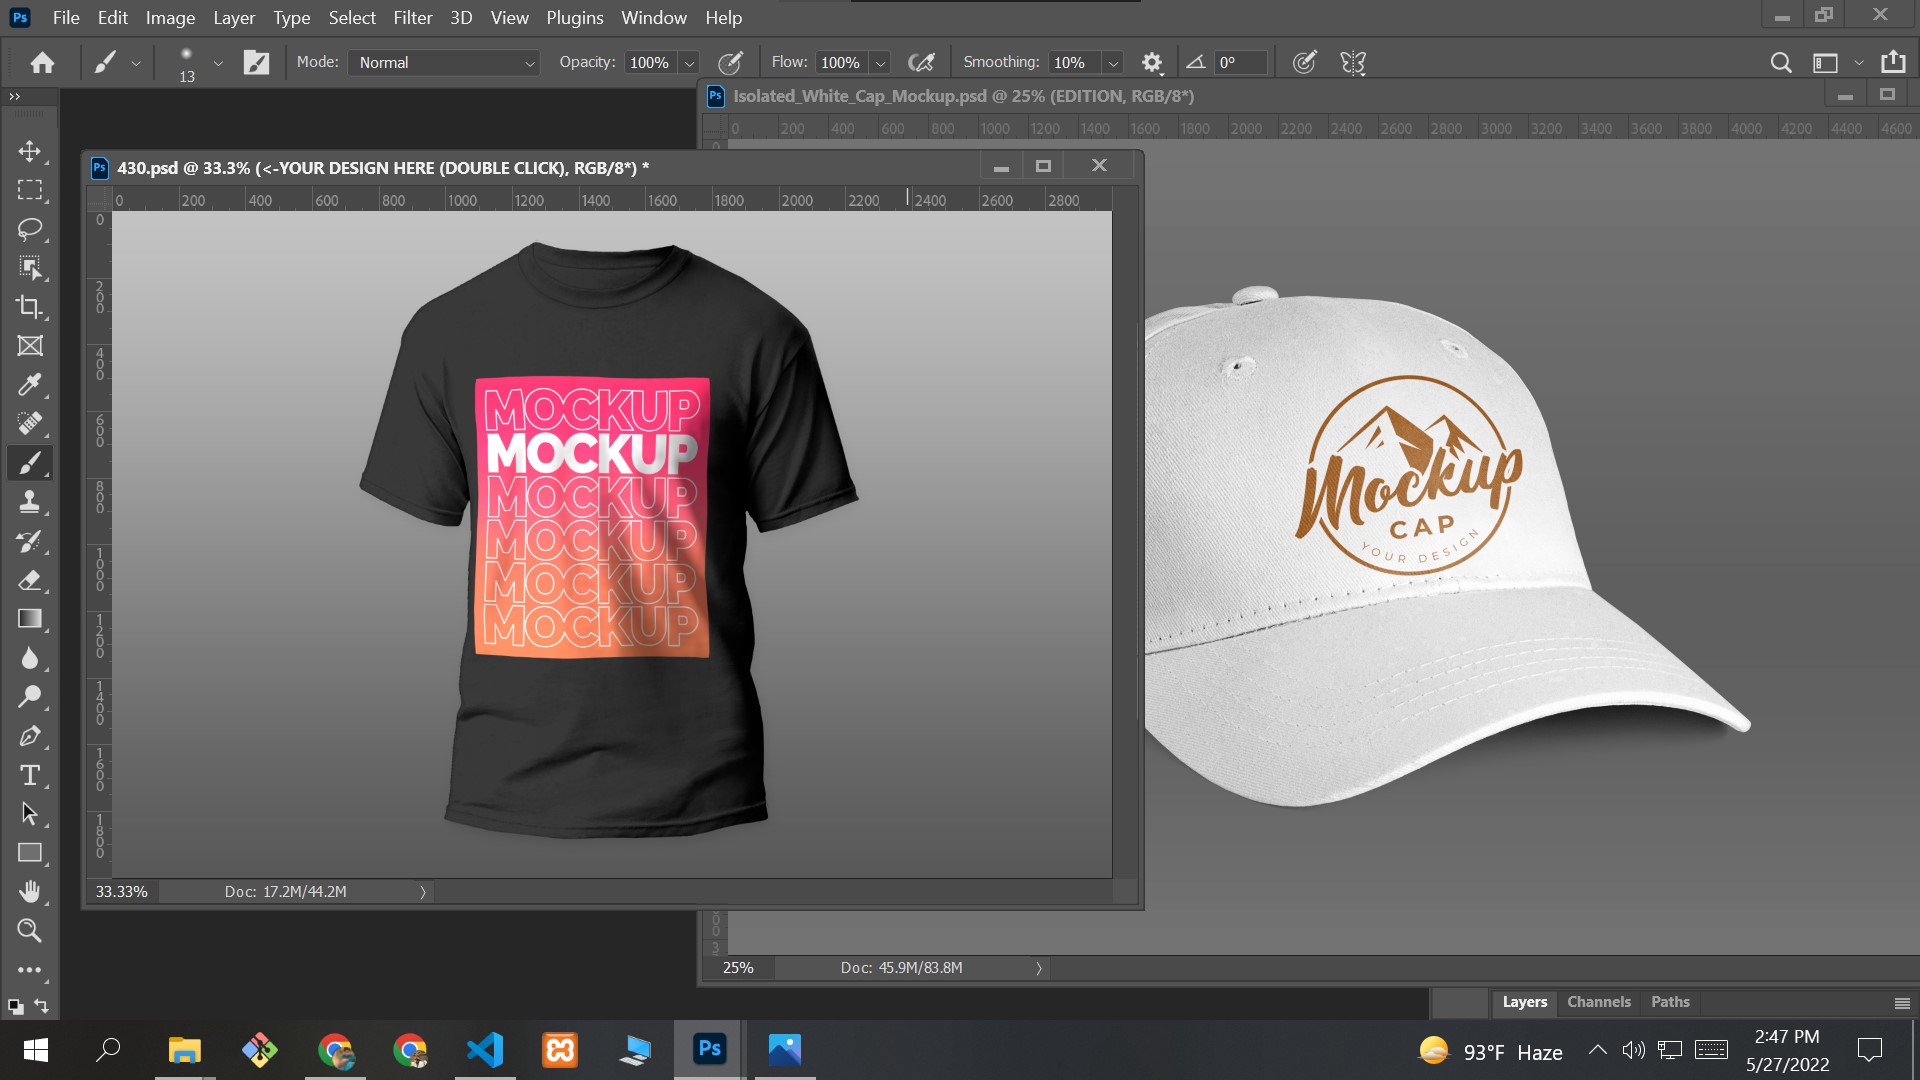 Ps File Edit Image Layer Type Select Filter 3D View Plugins Window Help
13 Mode: Normal Opacity: 100% Flow: 100% Smoothing: 10% 0°
Ps Isolated_White_Cap_Mockup.psd @ 25% (EDITION, RGB/8*)
0 200 400 600 800 1000 1200 1400 1600 1800 2000 2200 2400 2600 2800 3000 3200 3400 3600 3800 4000 4200 4400 4600
Ps 430.psd @ 33.3% (<-YOUR DESIGN HERE (DOUBLE CLICK), RGB/8*) *
0 200 400 600 800 1000 1200 1400 1600 1800 2000 2200 2400 2600 2800
0
200
400
600
800
1000
1200
1400
1600
1800
MOCKUP
MOCKUP
MOCKUP
MOCKUP
MOCKUP
MOCKUP
Mockup
CAP
YOUR DESIGN
33.33% Doc: 17.2M/44.2M
25% Doc: 45.9M/83.8M
Layers Channels Paths
Ps
93°F Haze
2:47 PM
5/27/2022